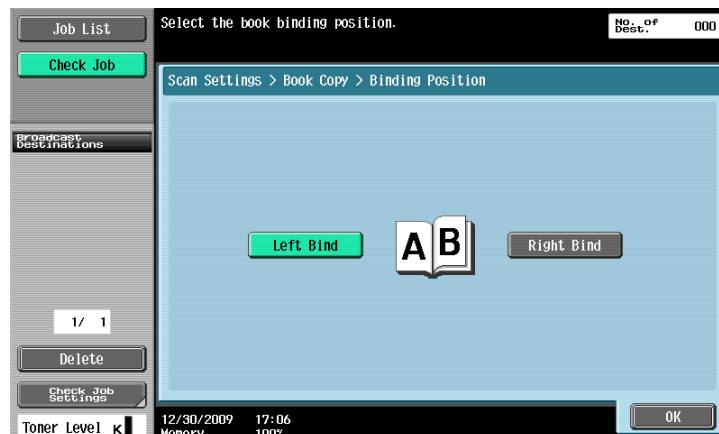 Job List
Check Job
Broadcast
Destinations
1/ 1
Delete
Check Job
Settings
Toner Level K
Select the book binding position.
No. of
Dest.
000
Scan Settings > Book Copy > Binding Position
Left Bind
A B
Right Bind
OK
12/30/2009 17:06
Memory 100%